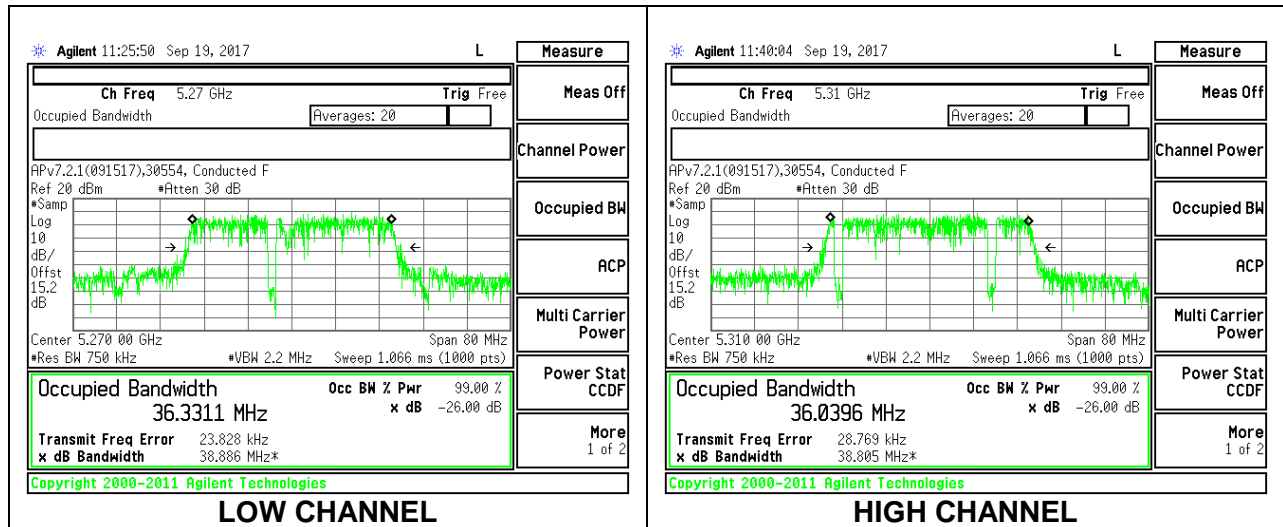 Agilent 11:25:50 Sep 19, 2017 L Measure
Ch Freq 5.27 GHz Trig Free
Occupied Bandwidth Averages: 20
APv7.2.1(091517),30554, Conducted F
Ref 20 dBm #Atten 30 dB
#Samp
Log
10
dB/
Offst
15.2
dB
Center 5.270 00 GHz Span 80 MHz
#Res BW 750 kHz #VBW 2.2 MHz Sweep 1.066 ms (1000 pts)
Occupied Bandwidth Occ BW % Pwr 99.00 %
36.3311 MHz x dB -26.00 dB
Transmit Freq Error 23.828 kHz
x dB Bandwidth 38.886 MHz*
Copyright 2000-2011 Agilent Technologies
Meas Off
Channel Power
Occupied BW
ACP
Multi Carrier
Power
Power Stat
CCDF
More
1 of 2
LOW CHANNEL
Agilent 11:40:04 Sep 19, 2017 L Measure
Ch Freq 5.31 GHz Trig Free
Occupied Bandwidth Averages: 20
APv7.2.1(091517),30554, Conducted F
Ref 20 dBm #Atten 30 dB
#Samp
Log
10
dB/
Offst
15.2
dB
Center 5.310 00 GHz Span 80 MHz
#Res BW 750 kHz #VBW 2.2 MHz Sweep 1.066 ms (1000 pts)
Occupied Bandwidth Occ BW % Pwr 99.00 %
36.0396 MHz x dB -26.00 dB
Transmit Freq Error 28.769 kHz
x dB Bandwidth 38.805 MHz*
Copyright 2000-2011 Agilent Technologies
Meas Off
Channel Power
Occupied BW
ACP
Multi Carrier
Power
Power Stat
CCDF
More
1 of 2
HIGH CHANNEL